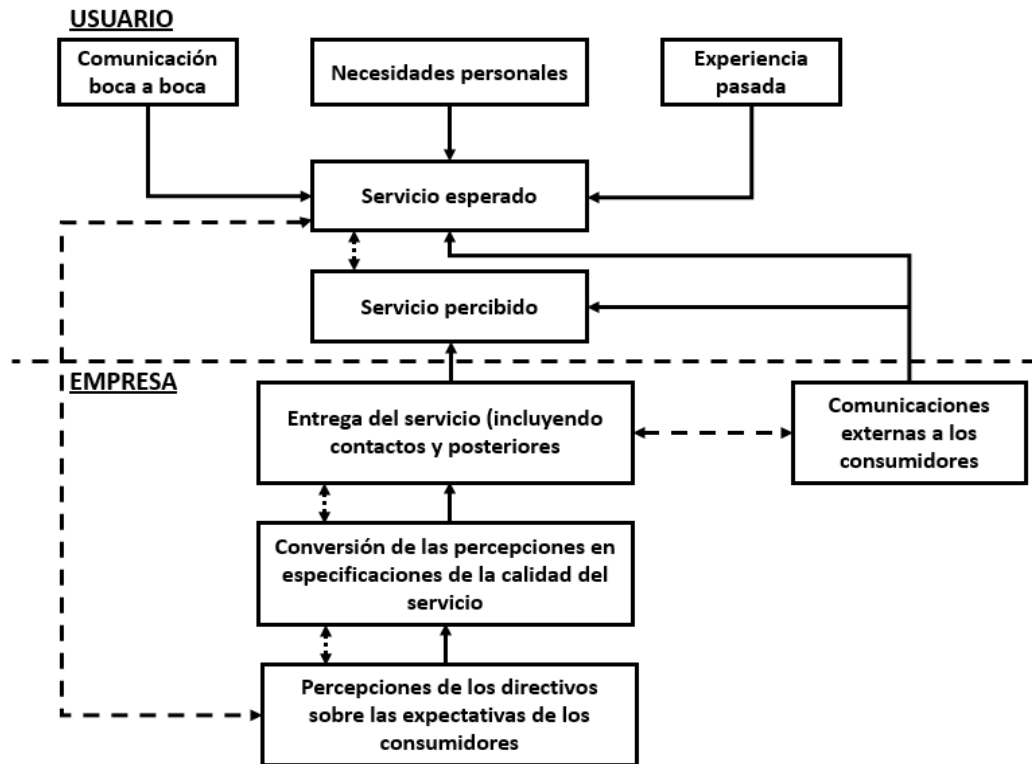 USUARIO
Comunicación
boca a boca
Necesidades personales
Experiencia
pasada
Servicio esperado
Servicio percibido
EMPRESA
Entrega del servicio (incluyendo
contactos y posteriores
Comunicaciones
externas a los
consumidores
Conversión de las percepciones en
especificaciones de la calidad del
servicio
Percepciones de los directivos
sobre las expectativas de los
consumidores